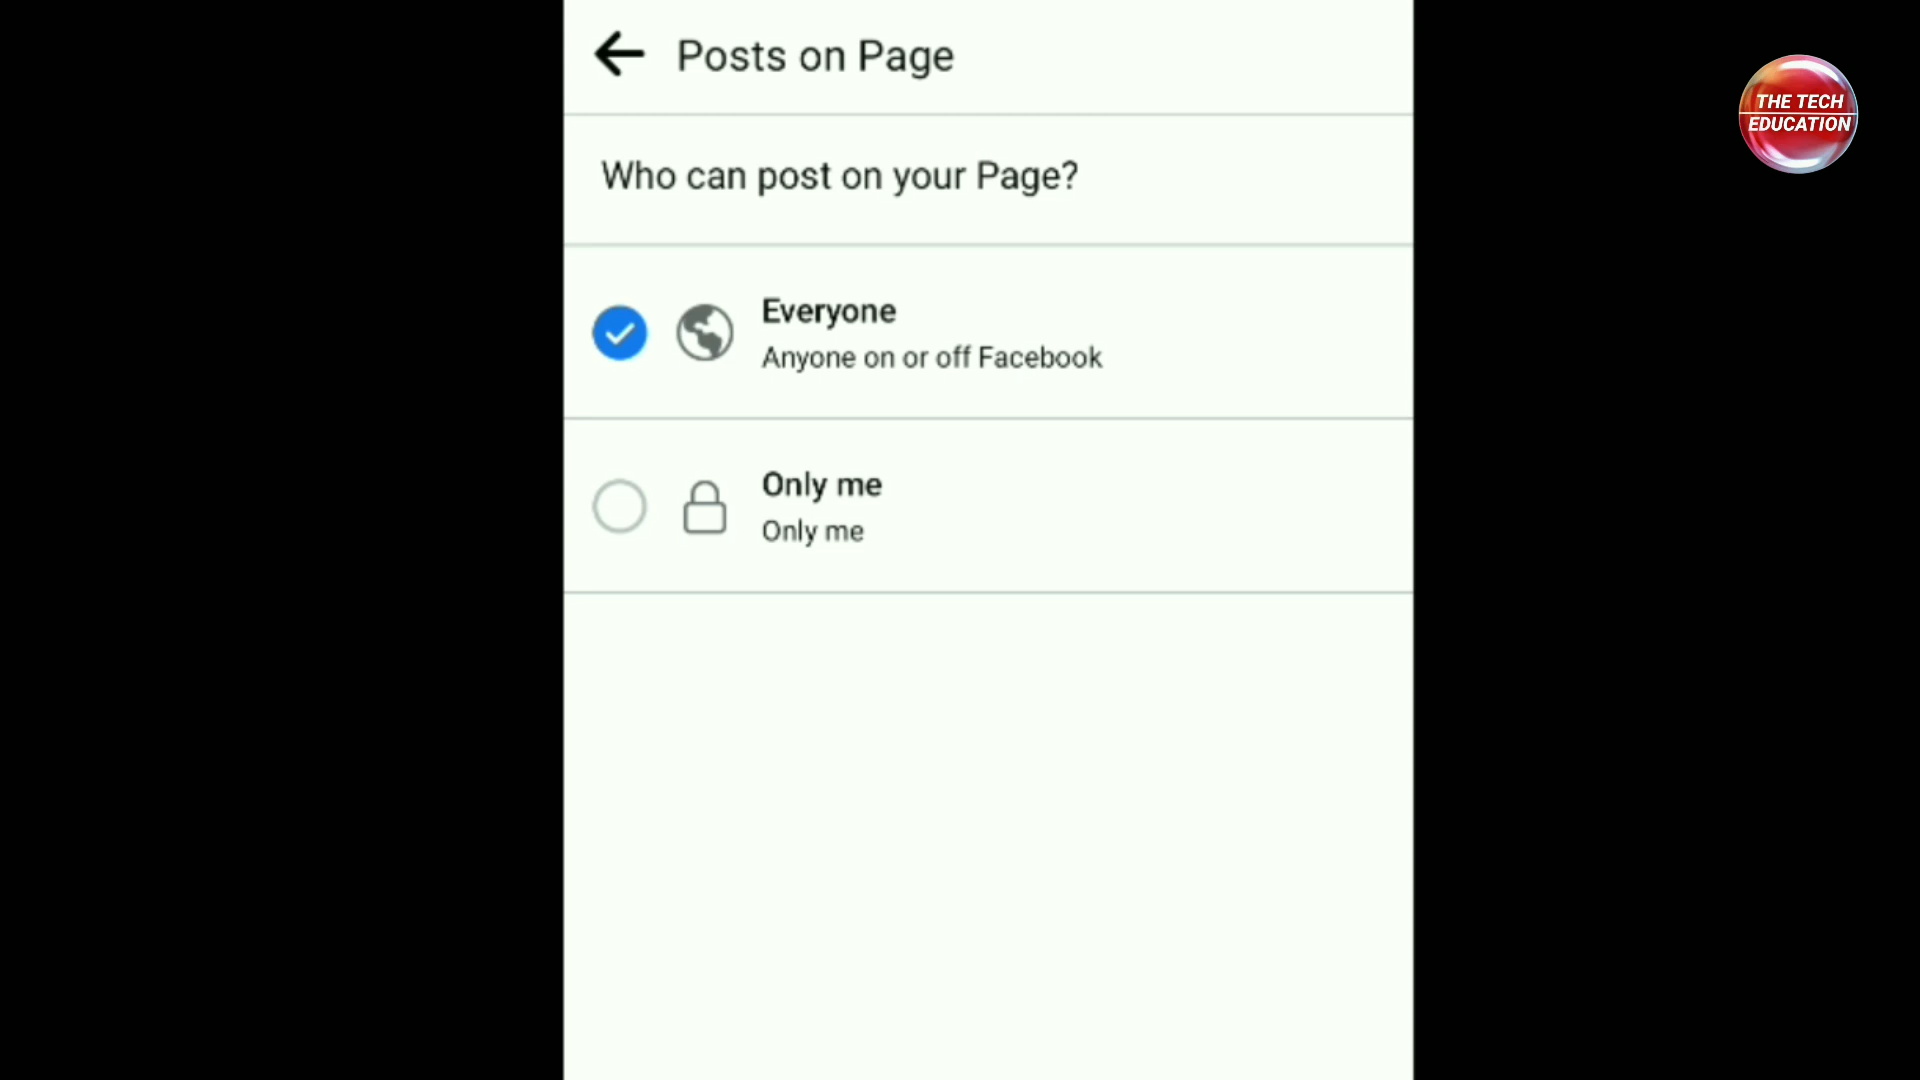 Posts on Page
THE TECH
EDUCATION
Who can post on your Page?
Everyone
Anyone on or off Facebook
Only me
Only me